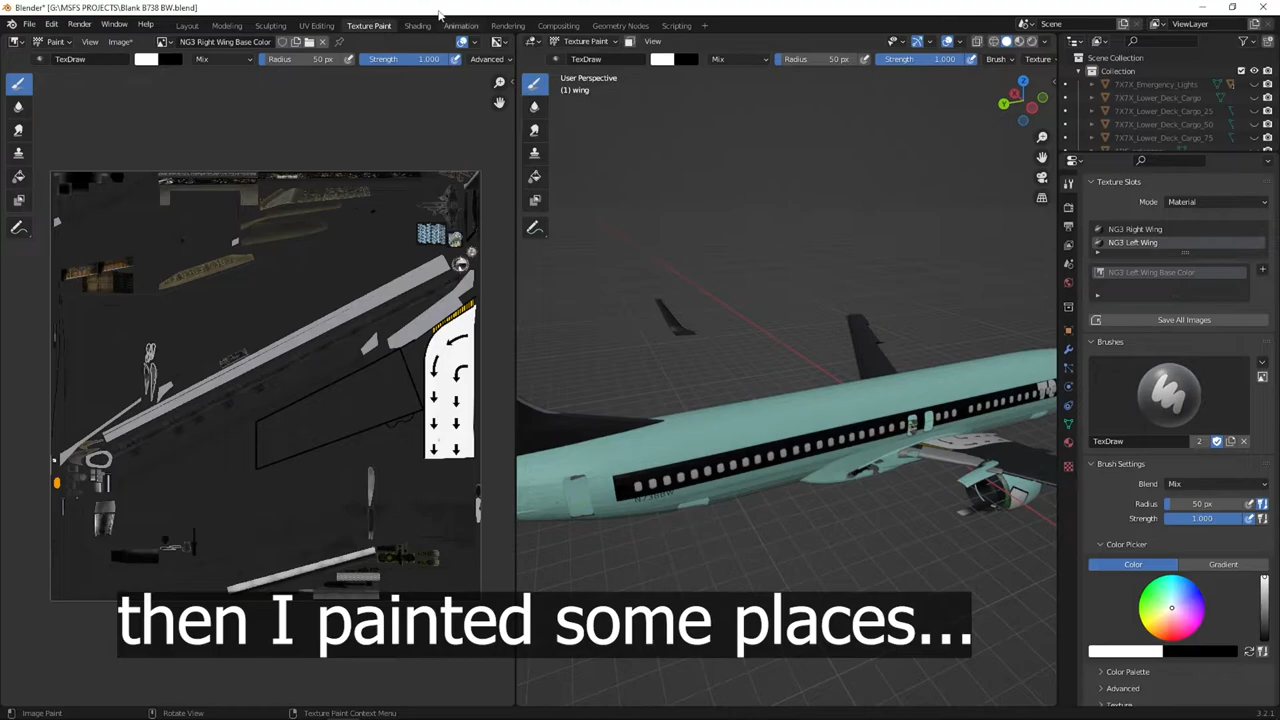 Blender* [G:\MSFS PROJECTS\Blank B738 BW.blend]
File Edit Render Window Help Layout Modeling Sculpting UV Editing Texture Paint Shading Animation Rendering Compositing Geometry Nodes Scripting + Scene ViewLayer
Paint View Image* NG3 Right Wing Base Color Texture Paint View
TexDraw Mix Radius 50 px Strength 1.000 Advanced TexDraw Mix Radius 50 px Strength 1.000 Brush Texture
Scene Collection
Collection
7X7X_Emergency_Lights
7X7X_Lower_Deck_Cargo
7X7X_Lower_Deck_Cargo_25
7X7X_Lower_Deck_Cargo_50
7X7X_Lower_Deck_Cargo_75
User Perspective
(1) wing
Z
Y
X
Texture Slots
Mode Material
NG3 Right Wing
NG3 Left Wing
NG3 Left Wing Base Color
Save All Images
Brushes
TexDraw 2
Brush Settings
Blend Mix
Radius 50 px
Strength 1.000
Color Picker
Color Gradient
Color Palette
Advanced
Texture
then I painted some places...
Image Paint Rotate View Texture Paint Context Menu 3.2.1